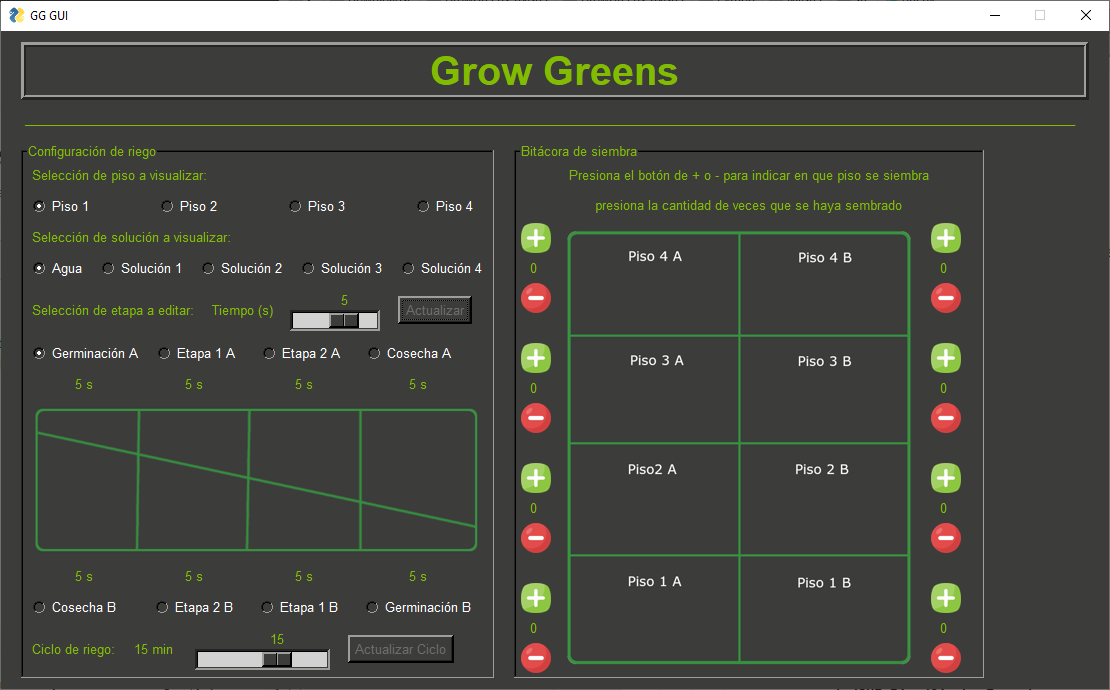 GG GUI
Grow Greens
Configuración de riego
Selección de piso a visualizar:
Piso 1 Piso 2 Piso 3 Piso 4
Selección de solución a visualizar:
Agua Solución 1 Solución 2 Solución 3 Solución 4
5
Selección de etapa a editar: Tiempo (s) Actualizar
Germinación A Etapa 1 A Etapa 2 A Cosecha A
5 s 5 s 5 s 5 s
5 s 5 s 5 s 5 s
Cosecha B Etapa 2 B Etapa 1 B Germinación B
15
Ciclo de riego: 15 min Actualizar Ciclo
Bitácora de siembra
Presiona el botón de + o - para indicar en que piso se siembra
presiona la cantidad de veces que se haya sembrado
Piso 4 A Piso 4 B
0 0
Piso 3 A Piso 3 B
0 0
Piso2 A Piso 2 B
0 0
Piso 1 A Piso 1 B
0 0